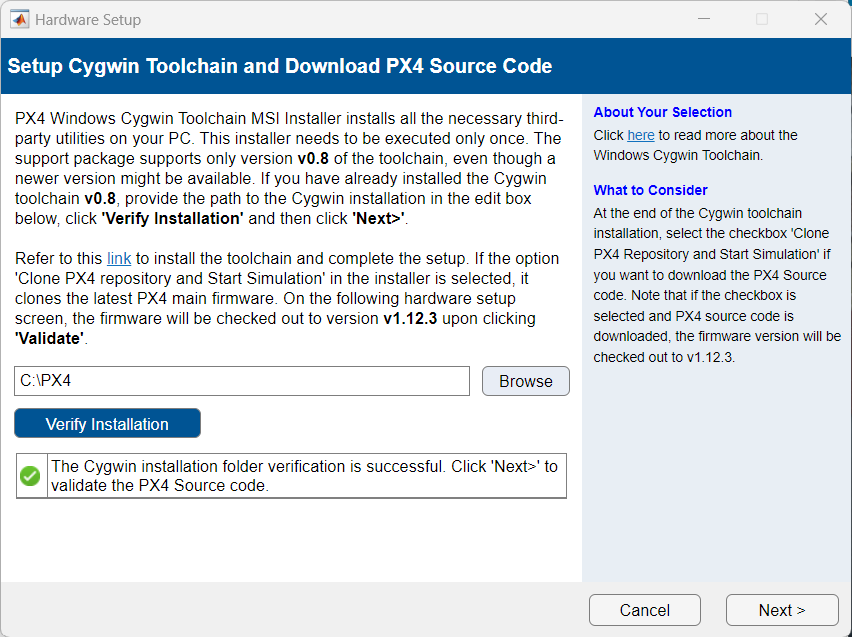 Hardware Setup
Setup Cygwin Toolchain and Download PX4 Source Code
PX4 Windows Cygwin Toolchain MSI Installer installs all the necessary third-
party utilities on your PC. This installer needs to be executed only once. The
support package supports only version v0.8 of the toolchain, even though a
newer version might be available. If you have already installed the Cygwin
toolchain v0.8, provide the path to the Cygwin installation in the edit box
below, click 'Verify Installation' and then click 'Next>'.
Refer to this link to install the toolchain and complete the setup. If the option
'Clone PX4 repository and Start Simulation' in the installer is selected, it
clones the latest PX4 main firmware. On the following hardware setup
screen, the firmware will be checked out to version v1.12.3 upon clicking
'Validate'.
C:\PX4
Browse
Verify Installation
The Cygwin installation folder verification is successful. Click 'Next>' to
validate the PX4 Source code.
About Your Selection
Click here to read more about the
Windows Cygwin Toolchain.
What to Consider
At the end of the Cygwin toolchain
installation, select the checkbox 'Clone
PX4 Repository and Start Simulation' if
you want to download the PX4 Source
code. Note that if the checkbox is
selected and PX4 source code is
downloaded, the firmware version will be
checked out to v1.12.3.
Cancel
Next >